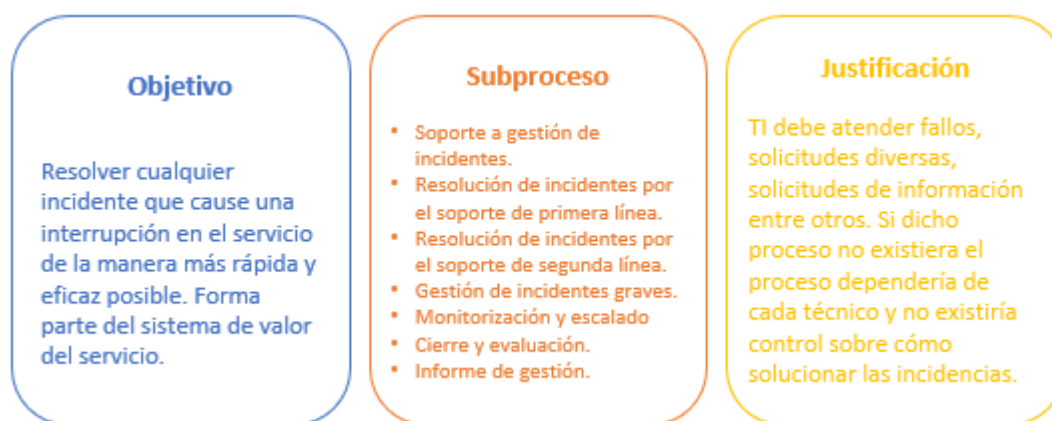 Objetivo
Resolver cualquier
incidente que cause una
interrupción en el servicio
de la manera más rápida y
eficaz posible. Forma
parte del sistema de valor
del servicio.
Subproceso
• Soporte a gestión de
incidentes.
• Resolución de incidentes por
el soporte de primera línea.
• Resolución de incidentes por
el soporte de segunda línea.
• Gestión de incidentes graves.
• Monitorización y escalado
• Cierre y evaluación.
• Informe de gestión.
Justificación
TI debe atender fallos,
solicitudes diversas,
solicitudes de información
entre otros. Si dicho
proceso no existiera el
proceso dependería de
cada técnico y no existiría
control sobre cómo
solucionar las incidencias.